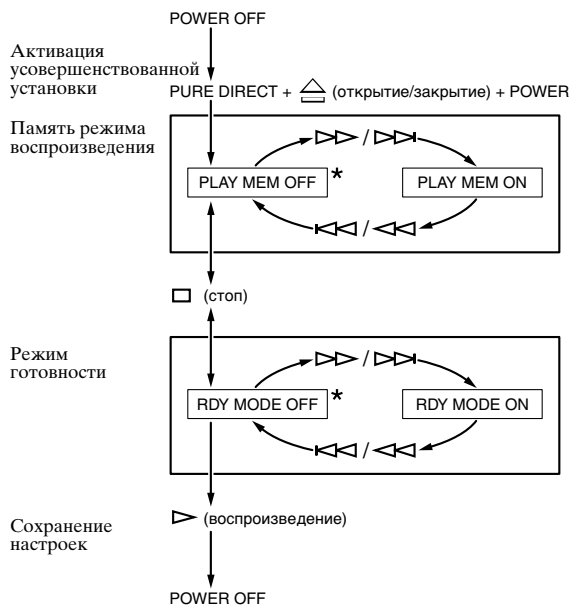 POWER OFF
Активация
усовершенствованной
установки
PURE DIRECT + (открытие/закрытие) + POWER
Память режима
воспроизведения
/
PLAY MEM OFF * PLAY MEM ON
/
(стоп)
Режим
готовности
/
RDY MODE OFF * RDY MODE ON
/
(воспроизведение)
Сохранение
настроек
POWER OFF